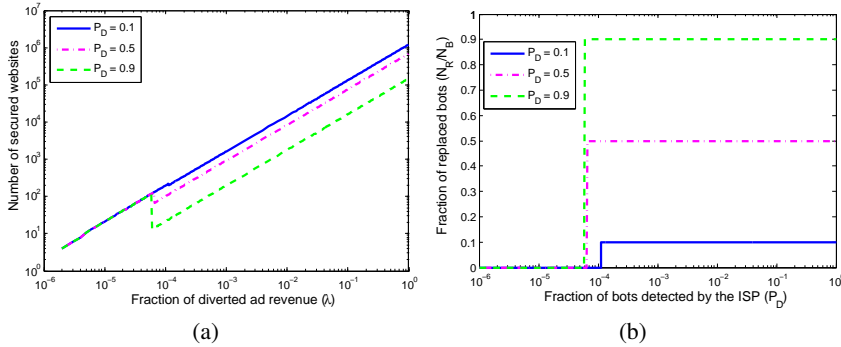 Number of secured websites
10^6
10^5
10^4
10^3
10^2
10^1
10^0
P_D = 0.1
P_D = 0.5
P_D = 0.9
10^-6
10^-5
10^-4
10^-3
10^-2
10^-1
10^0
Fraction of diverted ad revenue (λ)
(a)
Fraction of replaced bots (N_R/N_B)
0.9
0.8
0.7
0.6
0.5
0.4
0.3
0.2
0.1
0
P_D = 0.1
P_D = 0.5
P_D = 0.9
10^-6
10^-5
10^-4
10^-3
10^-2
10^-1
10^0
Fraction of bots detected by the ISP (P_D)
(b)